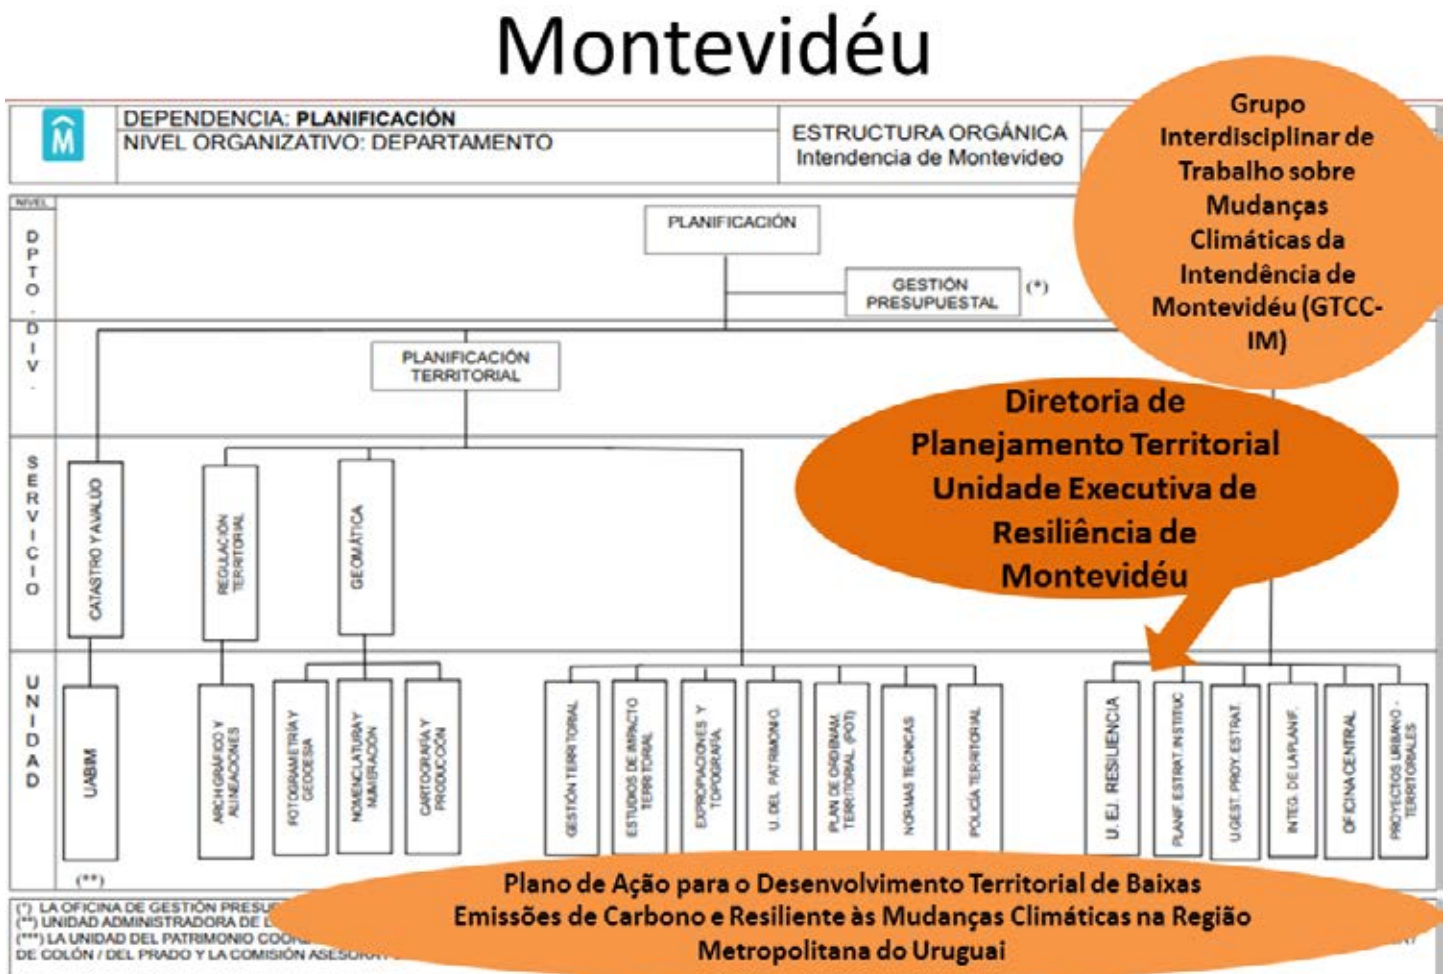 Montevidéu
M
DEPENDENCIA: PLANIFICACIÓN
NIVEL ORGANIZATIVO: DEPARTAMENTO
ESTRUCTURA ORGÁNICA
Intendencia de Montevideo
Grupo
Interdisciplinar de
Trabalho sobre
Mudanças
Climáticas da
Intendência de
Montevidéu (GTCC-
IM)
NIVEL
DPTO.
PLANIFICACIÓN
GESTIÓN
PRESUPUESTAL
(*)
DIV.
PLANIFICACIÓN
TERRITORIAL
Diretoria de
Planejamento Territorial
Unidade Executiva de
Resiliência de
Montevidéu
SERVICIO
CATASTRO Y AVALÚO
REGULACIÓN
TERRITORIAL
GEOMÁTICA
UNIDAD
UABIM
(**)
ARCH GRÁFICO Y
ALINEACIONES
FOTOGRAMETRÍA Y
GEODESIA
NOMENCLATURA Y
NUMERACIÓN
CARTOGRAFÍA Y
PRODUCCIÓN
GESTIÓN TERRITORIAL
ESTUDIOS DE IMPACTO
TERRITORIAL
EXPROPIACIONES Y
TOPOGRAFÍA.
U. DEL PATRIMONIO.
PLAN DE ORDENAM.
TERRITORIAL (POT)
NORMAS TECNICAS
POLICÍA TERRITORIAL
U. EJ. RESILIENCIA
PLANIF. ESTRAT. INSTITUC
U.GEST. PROY. ESTRAT.
INTEG. DE LA PLANIF.
OFICINA CENTRAL
PROYECTOS URBANO -
TERRITORIALES
Plano de Ação para o Desenvolvimento Territorial de Baixas
Emissões de Carbono e Resiliente às Mudanças Climáticas na Região
Metropolitana do Uruguai
(*) LA OFICINA DE GESTIÓN
(**) UNIDAD ADMINISTRADORA DE
(***) LA UNIDAD DEL PATRIMONIO
DE COLÓN / DEL PRADO Y LA COMISIÓN